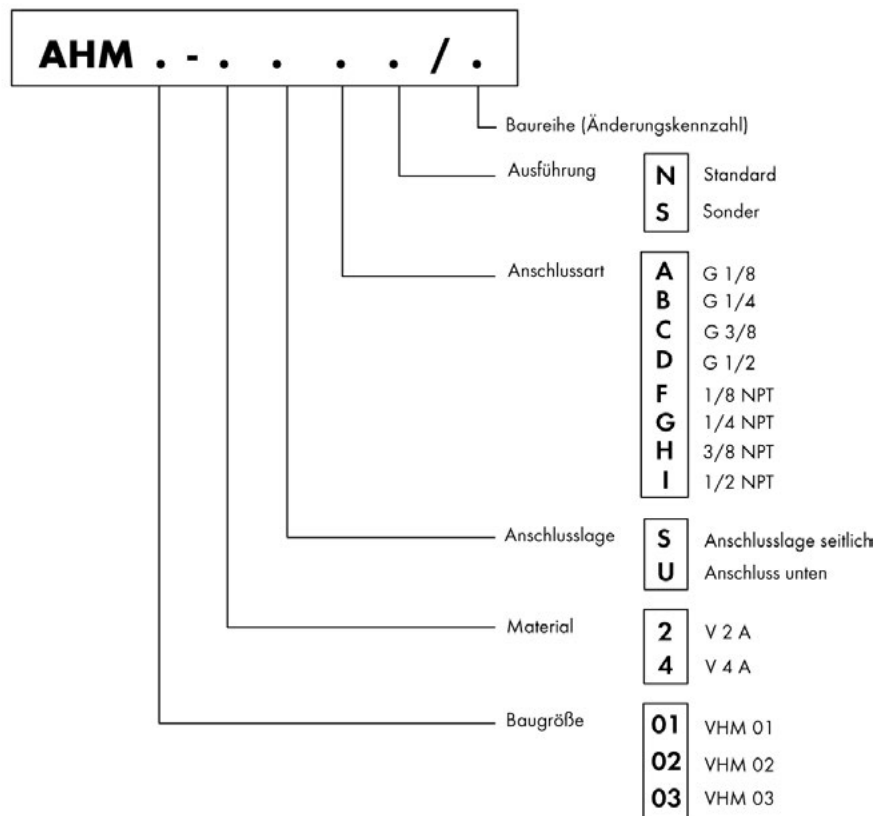 AHM . - . . . . / .
Baureihe (Änderungskennzahl)
Ausführung
N Standard
S Sonder
Anschlussart
A G 1/8
B G 1/4
C G 3/8
D G 1/2
F 1/8 NPT
G 1/4 NPT
H 3/8 NPT
I 1/2 NPT
Anschlusslage
S Anschlusslage seitlich
U Anschluss unten
Material
2 V 2 A
4 V 4 A
Baugröße
01 VHM 01
02 VHM 02
03 VHM 03